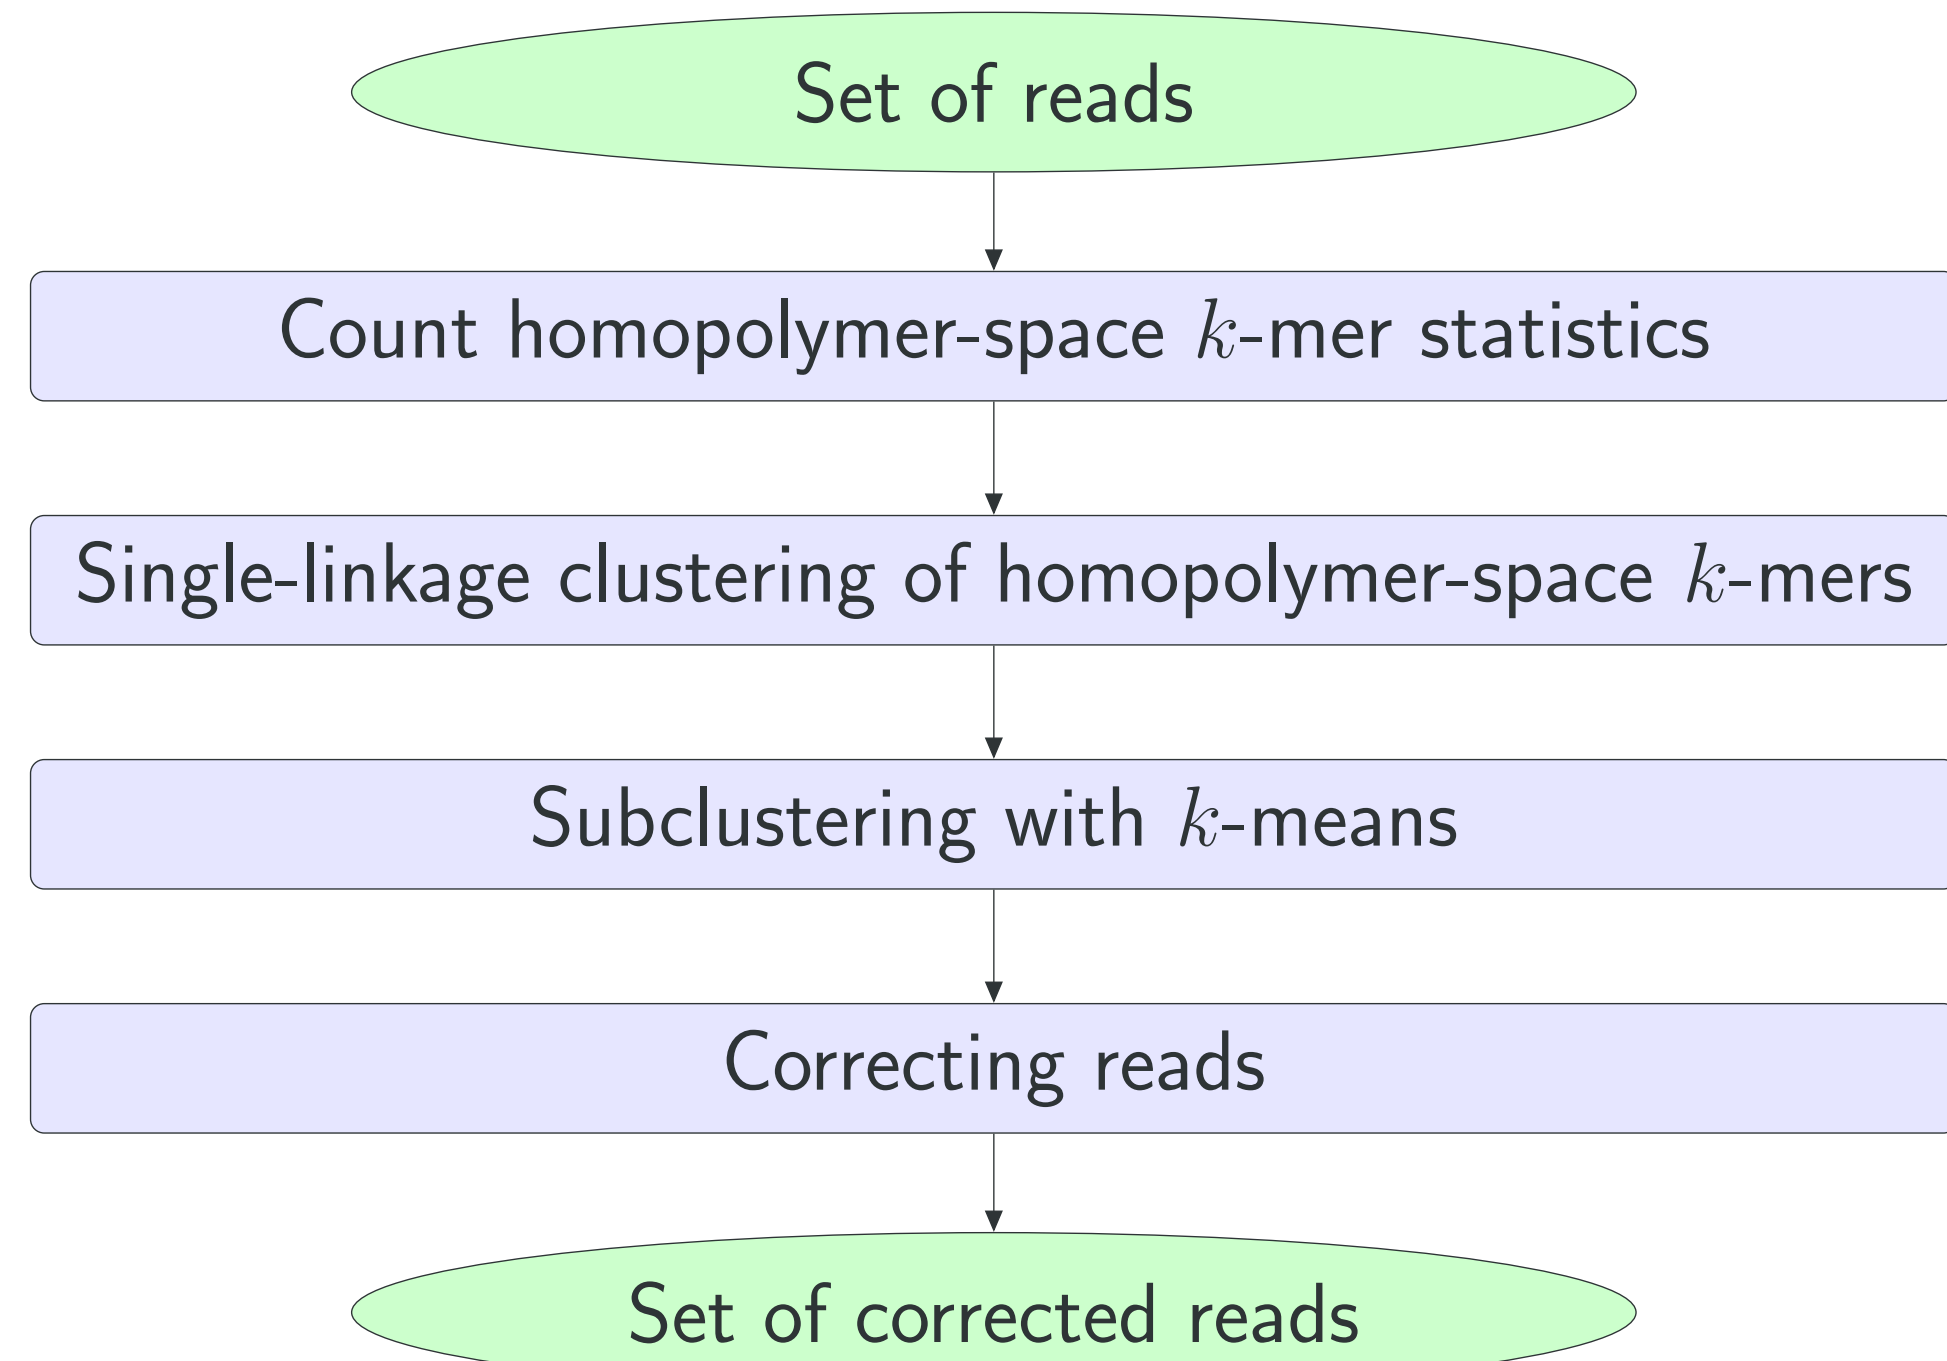 Set of reads
Count homopolymer-space k-mer statistics
Single-linkage clustering of homopolymer-space k-mers
Subclustering with k-means
Correcting reads
Set of corrected reads